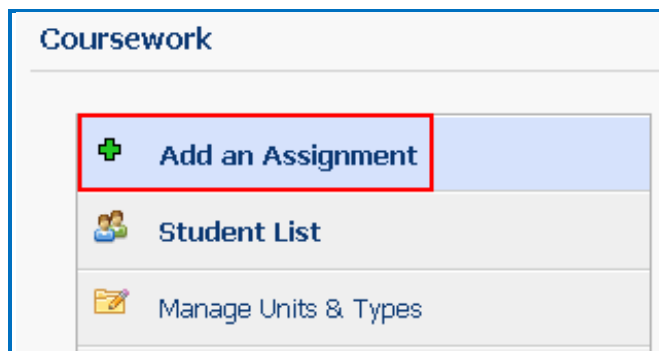 Coursework
Add an Assignment
Student List
Manage Units & Types